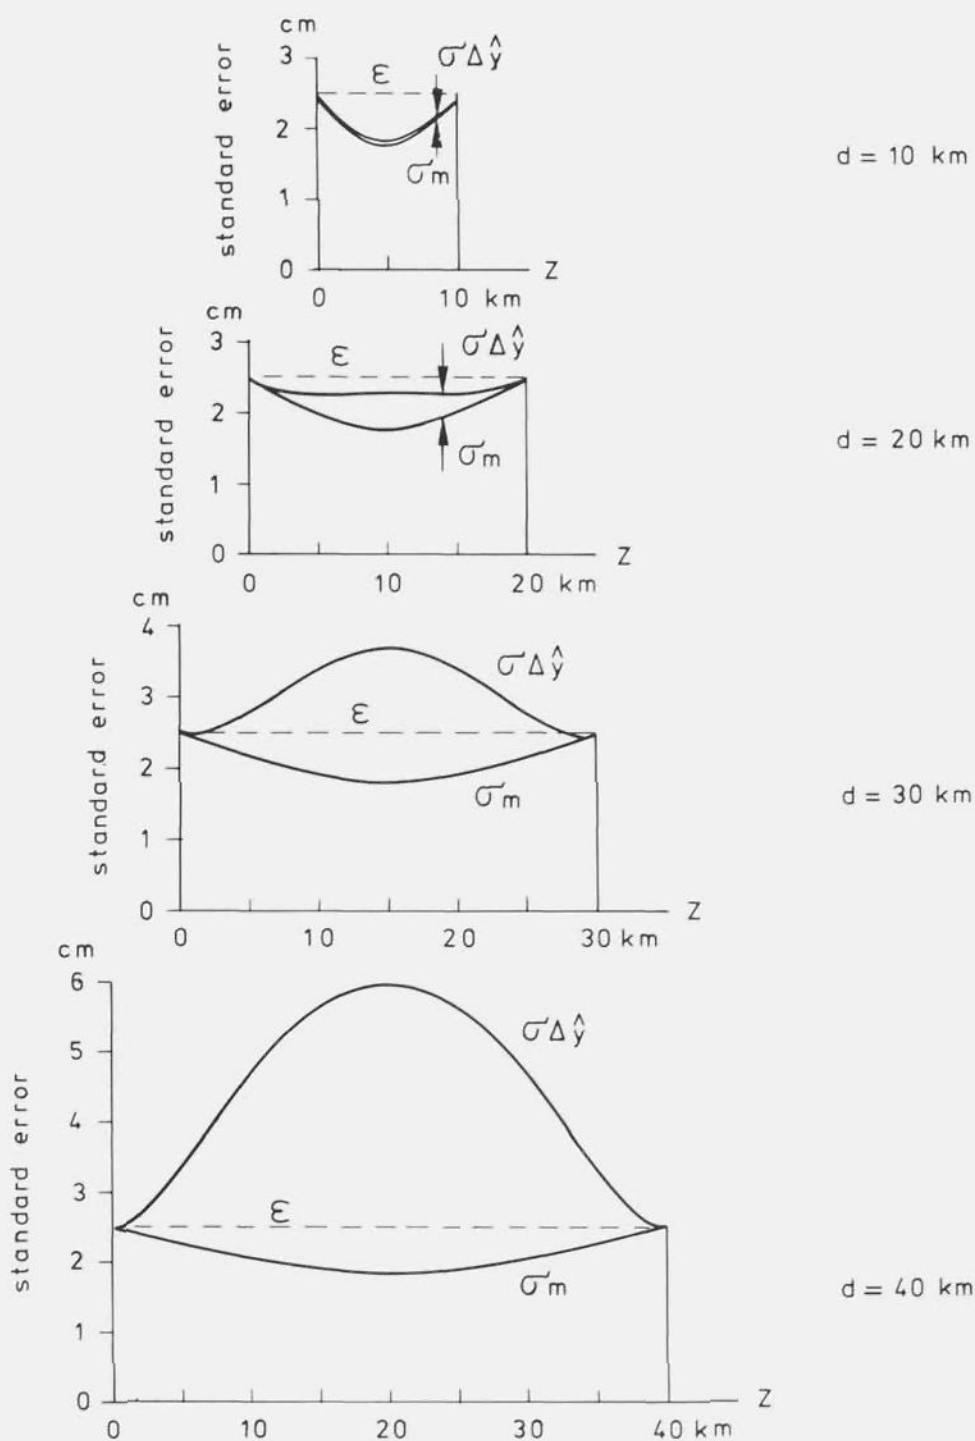 cm
standard error
3
2
1
0
ε
σΔŷ
σm
0 10 km
Z
d = 10 km
cm
standard error
3
2
1
0
ε
σΔŷ
σm
0 10 20 km
Z
d = 20 km
cm
standard error
4
3
2
1
0
ε
σΔŷ
σm
0 10 20 30 km
Z
d = 30 km
cm
standard error
6
5
4
3
2
1
0
ε
σΔŷ
σm
0 10 20 30 40 km
Z
d = 40 km